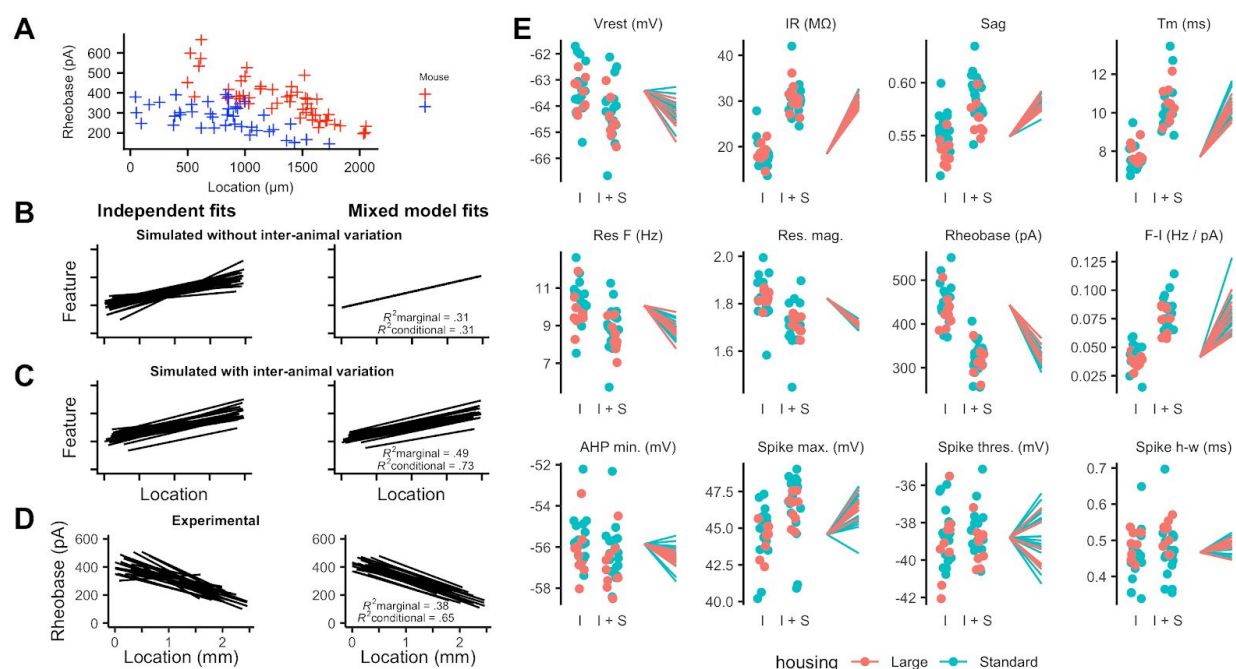 A
Rheobase (pA)
600
500
400
300
200
0
500
1000
1500
2000
Location (µm)
Mouse
B
Independent fits
Mixed model fits
Simulated without inter-animal variation
Feature
R²marginal = .31
R²conditional = .31
C
Simulated with inter-animal variation
Feature
R²marginal = .49
R²conditional = .73
Location
Location
D
Experimental
Rheobase (pA)
600
400
200
0
0
1
2
Location (mm)
600
400
200
0
R²marginal = .38
R²conditional = .65
0
1
2
Location (mm)
E
Vrest (mV)
-62
-63
-64
-65
-66
I
I + S
IR (MΩ)
40
30
20
I
I + S
Sag
0.60
0.55
I
I + S
Tm (ms)
12
10
8
I
I + S
Res F (Hz)
11
9
7
I
I + S
Res. mag.
2.0
1.8
1.6
I
I + S
Rheobase (pA)
500
400
300
I
I + S
F-I (Hz / pA)
0.125
0.100
0.075
0.050
0.025
I
I + S
AHP min. (mV)
-52
-54
-56
-58
I
I + S
Spike max. (mV)
47.5
45.0
42.5
40.0
I
I + S
Spike thres. (mV)
-36
-38
-40
-42
I
I + S
Spike h-w (ms)
0.7
0.6
0.5
0.4
I
I + S
housing
Large
Standard